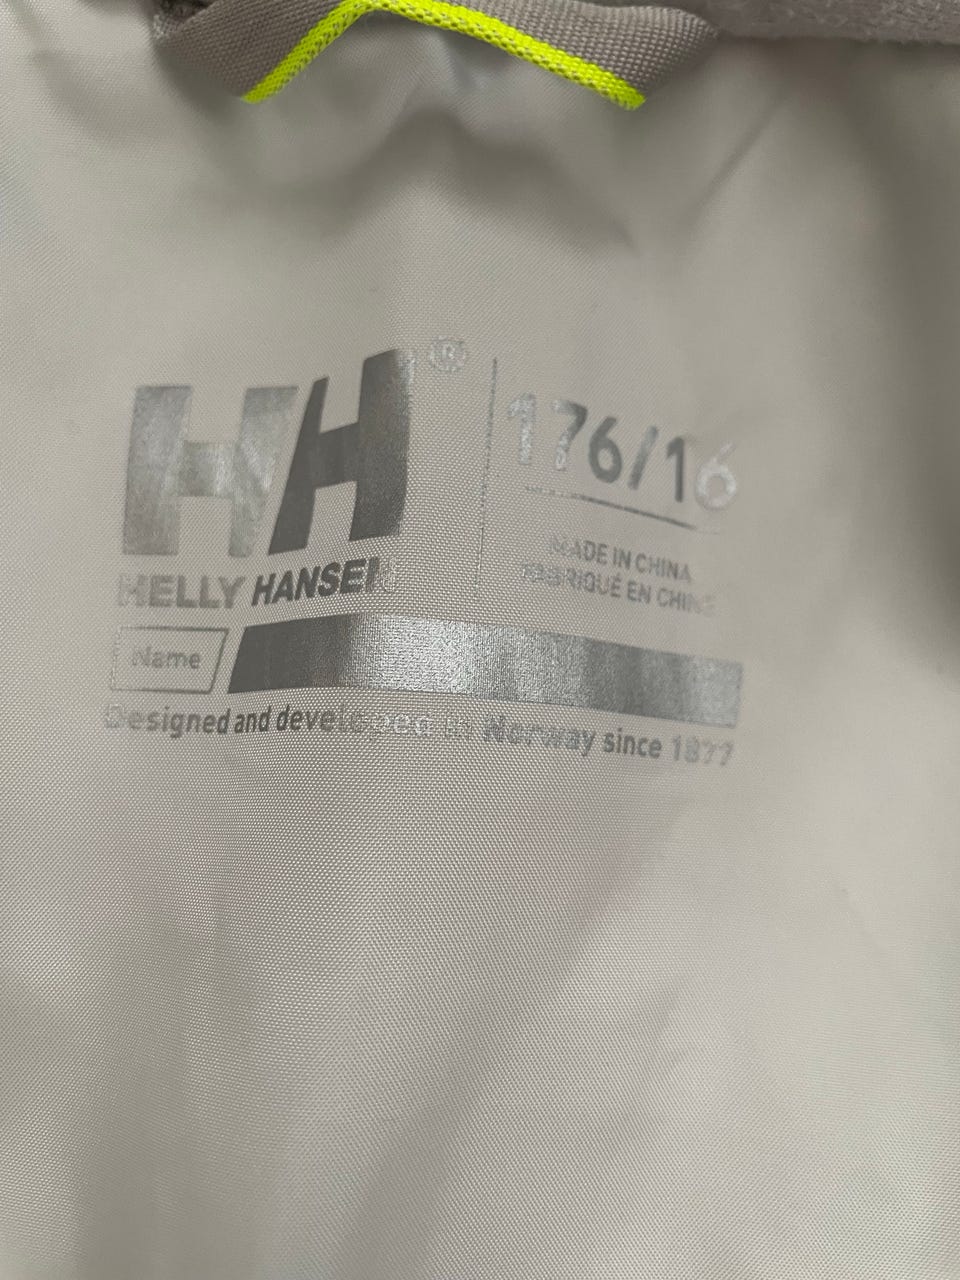 HH®
HELLY HANSEN
176/16
MADE IN CHINA
FABRIQUÉ EN CHINE
Name
Designed and developed in Norway since 1877